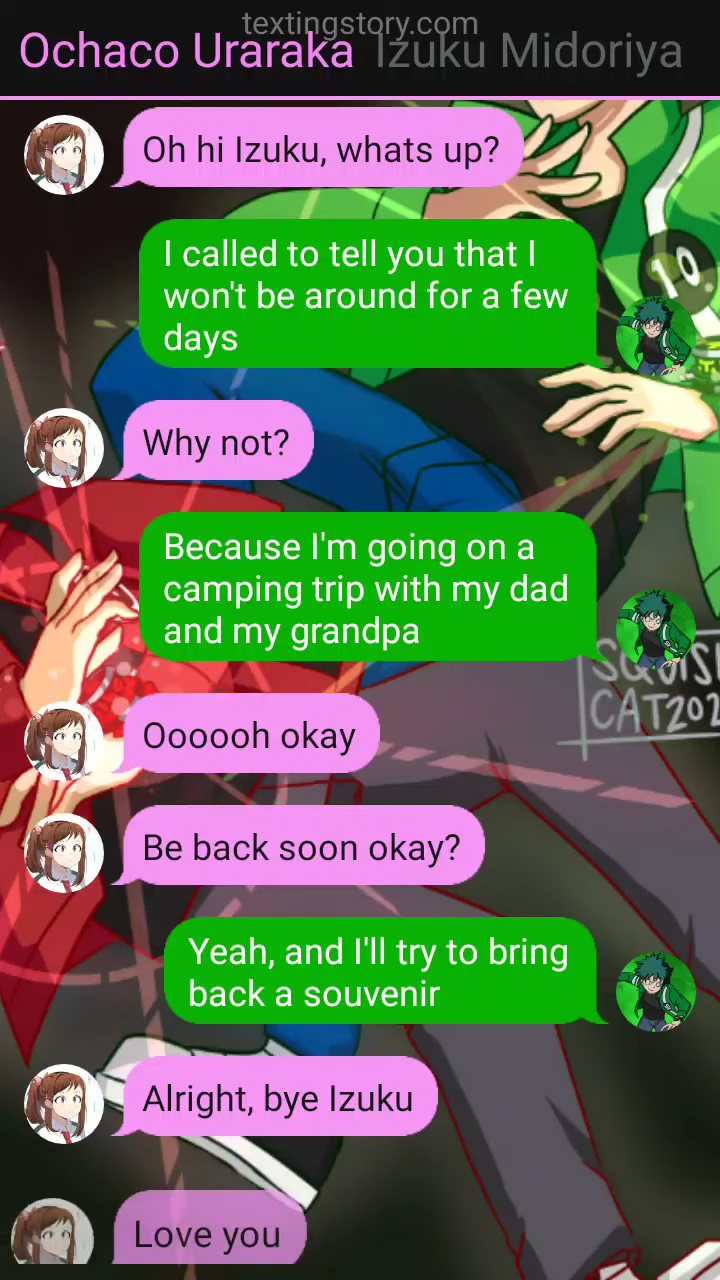 textingstory.com
Ochaco Uraraka Izuku Midoriya
Oh hi Izuku, whats up?
I called to tell you that I
won't be around for a few
days
10
Why not?
Because I'm going on a
camping trip with my dad
and my grandpa
Oooooh okay
CAT202
Be back soon okay?
Yeah, and I'll try to bring
back a souvenir
Alright, bye Izuku
Love you